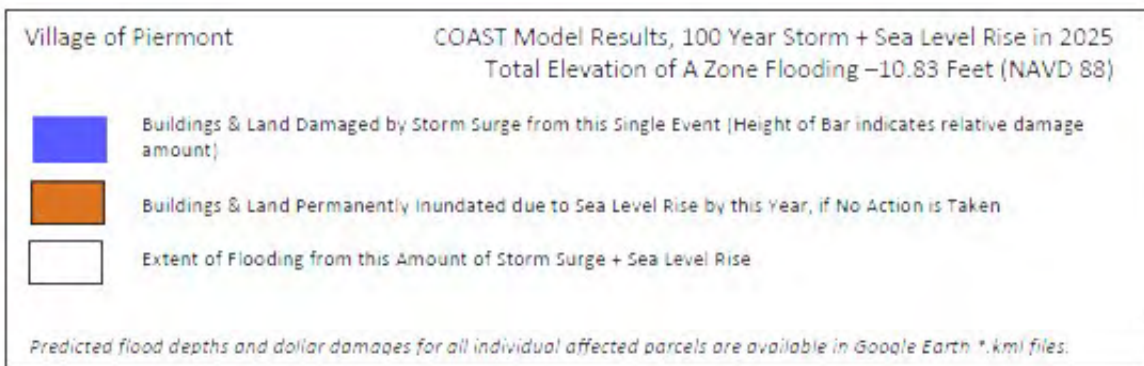 Village of Piermont
COAST Model Results, 100 Year Storm + Sea Level Rise in 2025
Total Elevation of A Zone Flooding –10.83 Feet (NAVD 88)
Buildings & Land Damaged by Storm Surge from this Single Event (Height of Bar indicates relative damage
amount)
Buildings & Land Permanently Inundated due to Sea Level Rise by this Year, if No Action is Taken
Extent of Flooding from this Amount of Storm Surge + Sea Level Rise
Predicted flood depths and dollar damages for all individual affected parcels are available in Google Earth *.kml files.